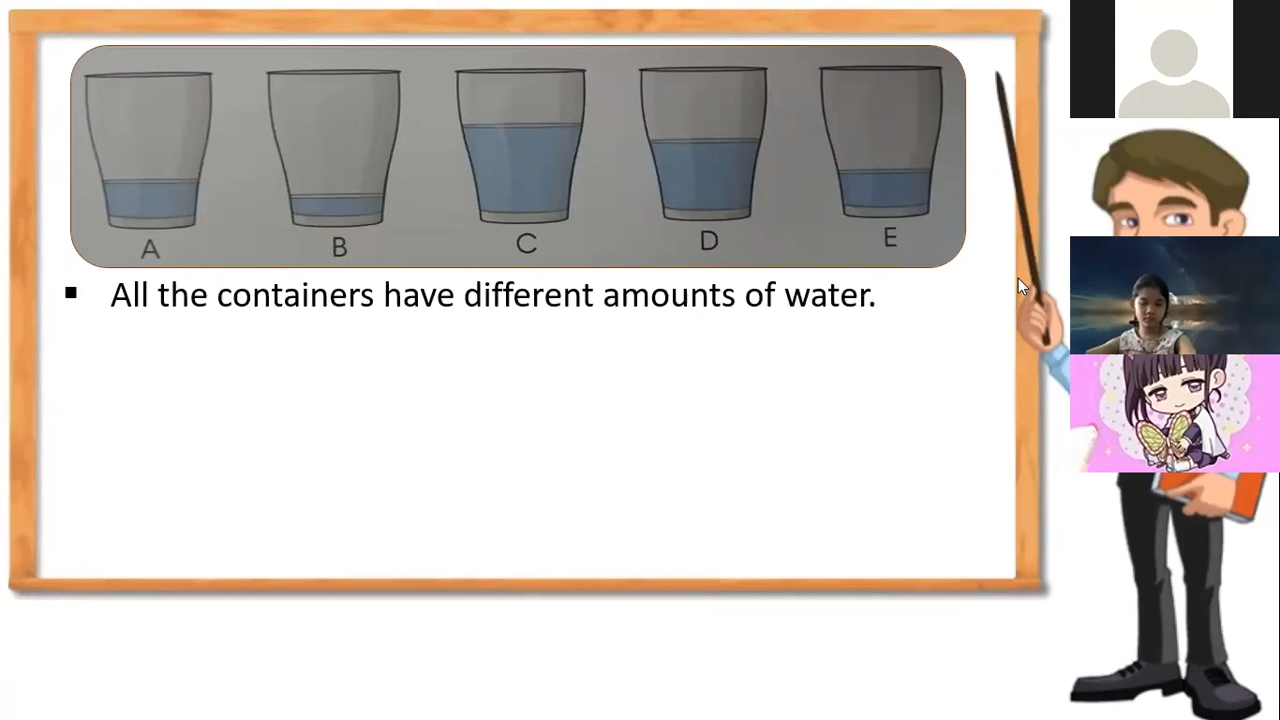 A B C D E
▪ All the containers have different amounts of water.